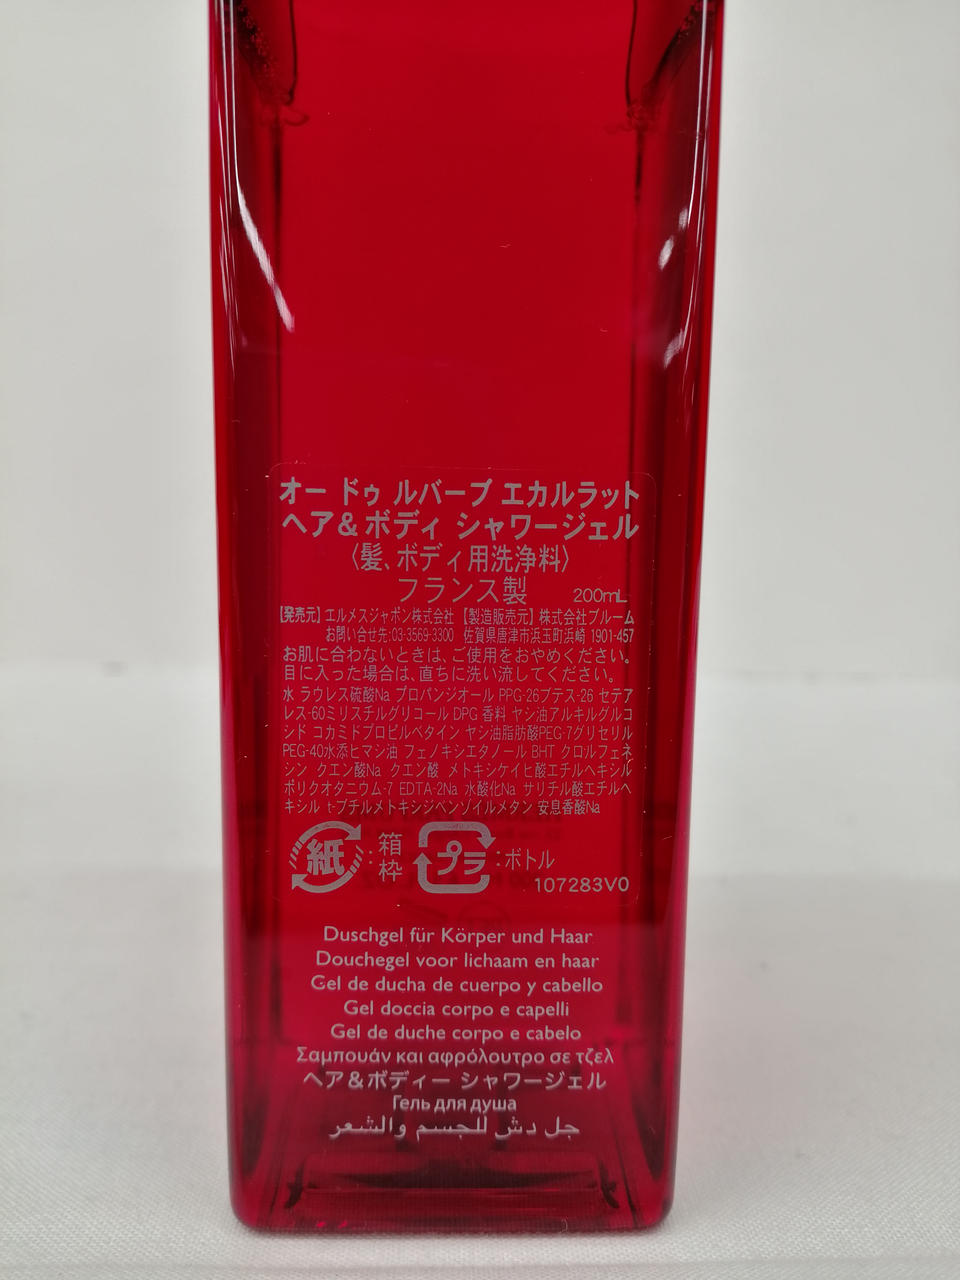 オー ドゥ ルバーブ エカルラット
ヘア＆ボディ シャワージェル
〈髪、ボディ用洗浄料〉
フランス製 200mL
【発売元】エルメスジャポン株式会社 【製造販売元】株式会社ブルーム
お問い合せ先:03-3569-3300 佐賀県唐津市浜玉町浜崎 1901-457
お肌に合わないときは、ご使用をおやめください。
目に入った場合は、直ちに洗い流してください。
水 ラウレス硫酸Na プロパンジオール PPG-26ブテス-26 セテア
レス-60ミリスチルグリコール DPG 香料 ヤシ油アルキルグルコ
シド コカミドプロピルベタイン ヤシ油脂肪酸PEG-7グリセリル
PEG-40水添ヒマシ油 フェノキシエタノール BHT クロルフェネ
シン クエン酸Na クエン酸 メトキシケイヒ酸エチルヘキシル
ポリクオタニウム-7 EDTA-2Na 水酸化Na サリチル酸エチルヘ
キシル t-ブチルメトキシジベンゾイルメタン 安息香酸Na
紙 : 箱 枠 プラ : ボトル
107283V0
Duschgel für Körper und Haar
Douchegel voor lichaam en haar
Gel de ducha de cuerpo y cabello
Gel doccia corpo e capelli
Gel de duche corpo e cabelo
Σαμπουάν και αφρόλουτρο σε τζελ
ヘア＆ボディー シャワージェル
Гель для душа
جل دش للجسم والشعر